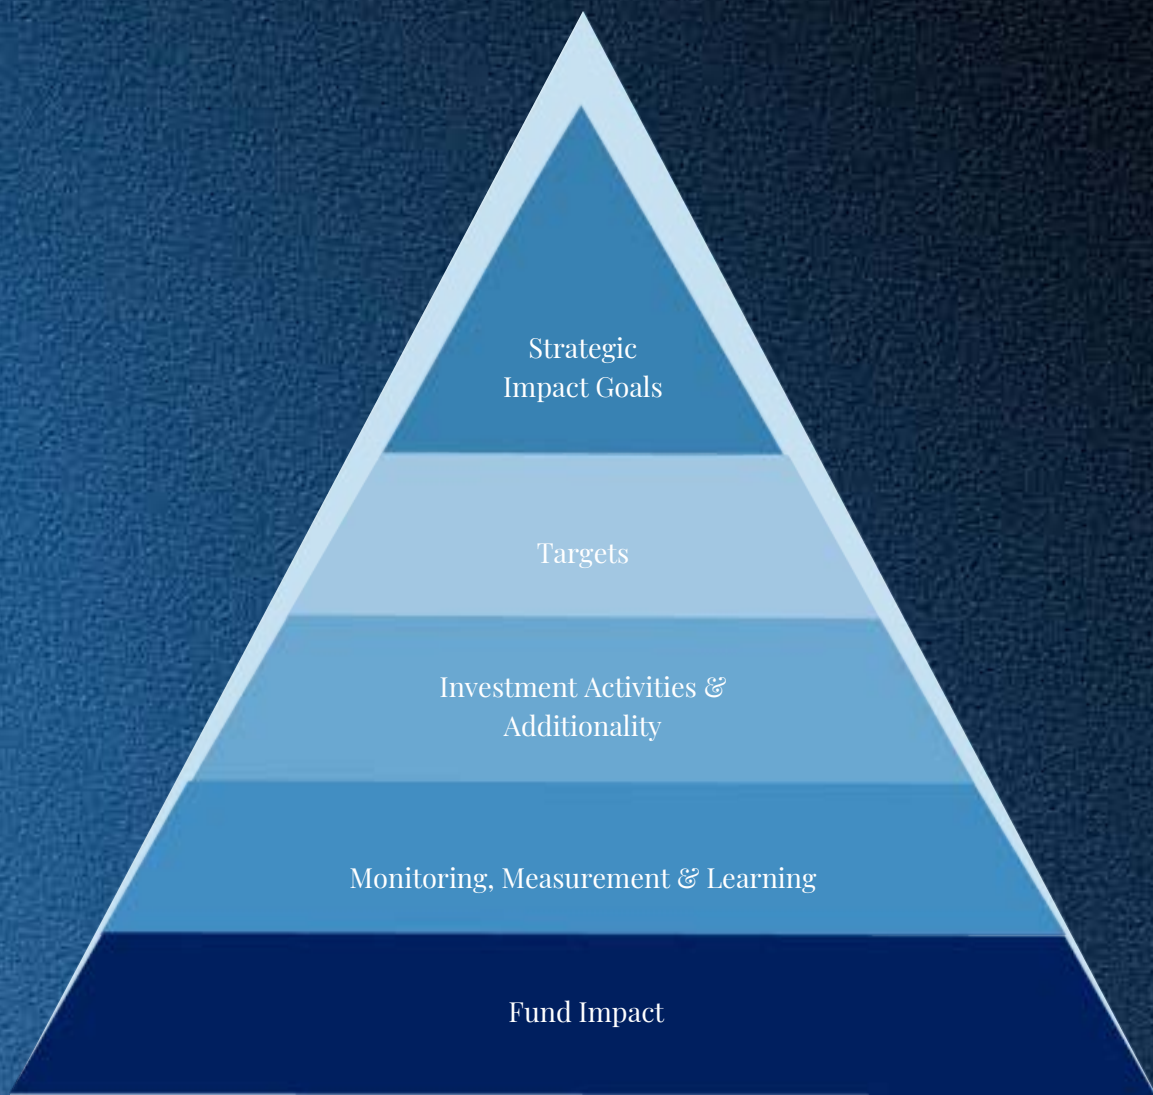 Strategic
Impact Goals
Targets
Investment Activities &
Additionality
Monitoring, Measurement & Learning
Fund Impact